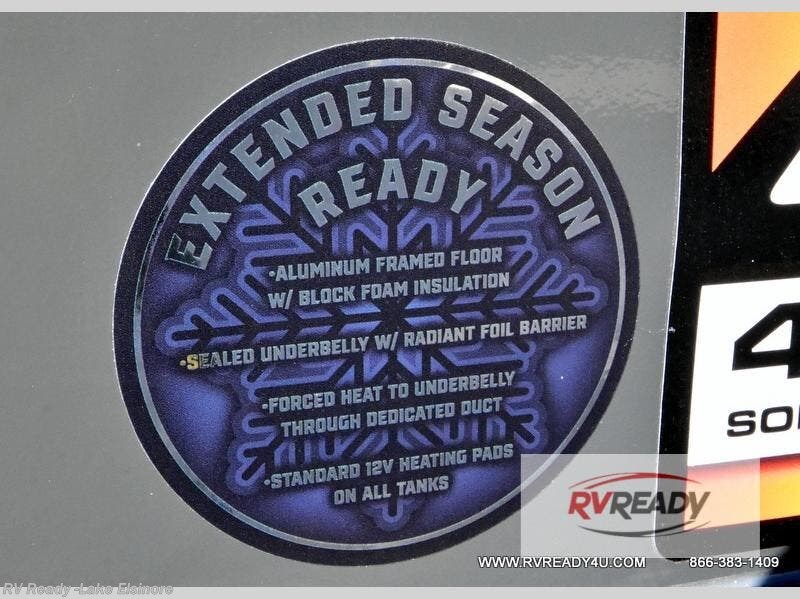 EXTENDED SEASON
READY
•ALUMINUM FRAMED FLOOR
W/ BLOCK FOAM INSULATION
•SEALED UNDERBELLY W/ RADIANT FOIL BARRIER
•FORCED HEAT TO UNDERBELLY
THROUGH DEDICATED DUCT
•STANDARD 12V HEATING PADS
ON ALL TANKS
4
RVREADY
WWW.RVREADY4U.COM 866-383-1409
RV Ready -Lake Elsinore